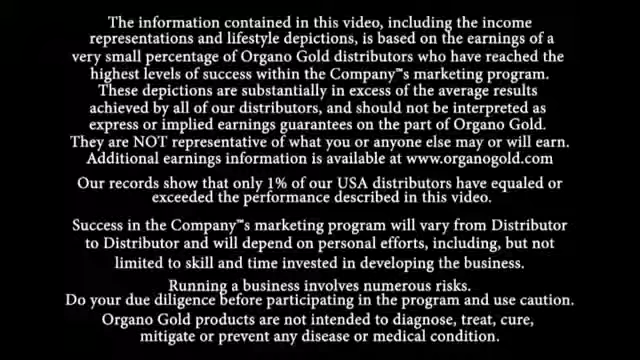 The information contained in this video, including the income
representations and lifestyle depictions, is based on the earnings of a
very small percentage of Organo Gold distributors who have reached the
highest levels of success within the Company™s marketing program.
These depictions are substantially in excess of the average results
achieved by all of our distributors, and should not be interpreted as
express or implied earnings guarantees on the part of Organo Gold.
They are NOT representative of what you or anyone else may or will earn.
Additional earnings information is available at www.organogold.com
Our records show that only 1% of our USA distributors have equaled or
exceeded the performance described in this video.
Success in the Company™s marketing program will vary from Distributor
to Distributor and will depend on personal efforts, including, but not
limited to skill and time invested in developing the business.
Running a business involves numerous risks.
Do your due diligence before participating in the program and use caution.
Organo Gold products are not intended to diagnose, treat, cure,
mitigate or prevent any disease or medical condition.